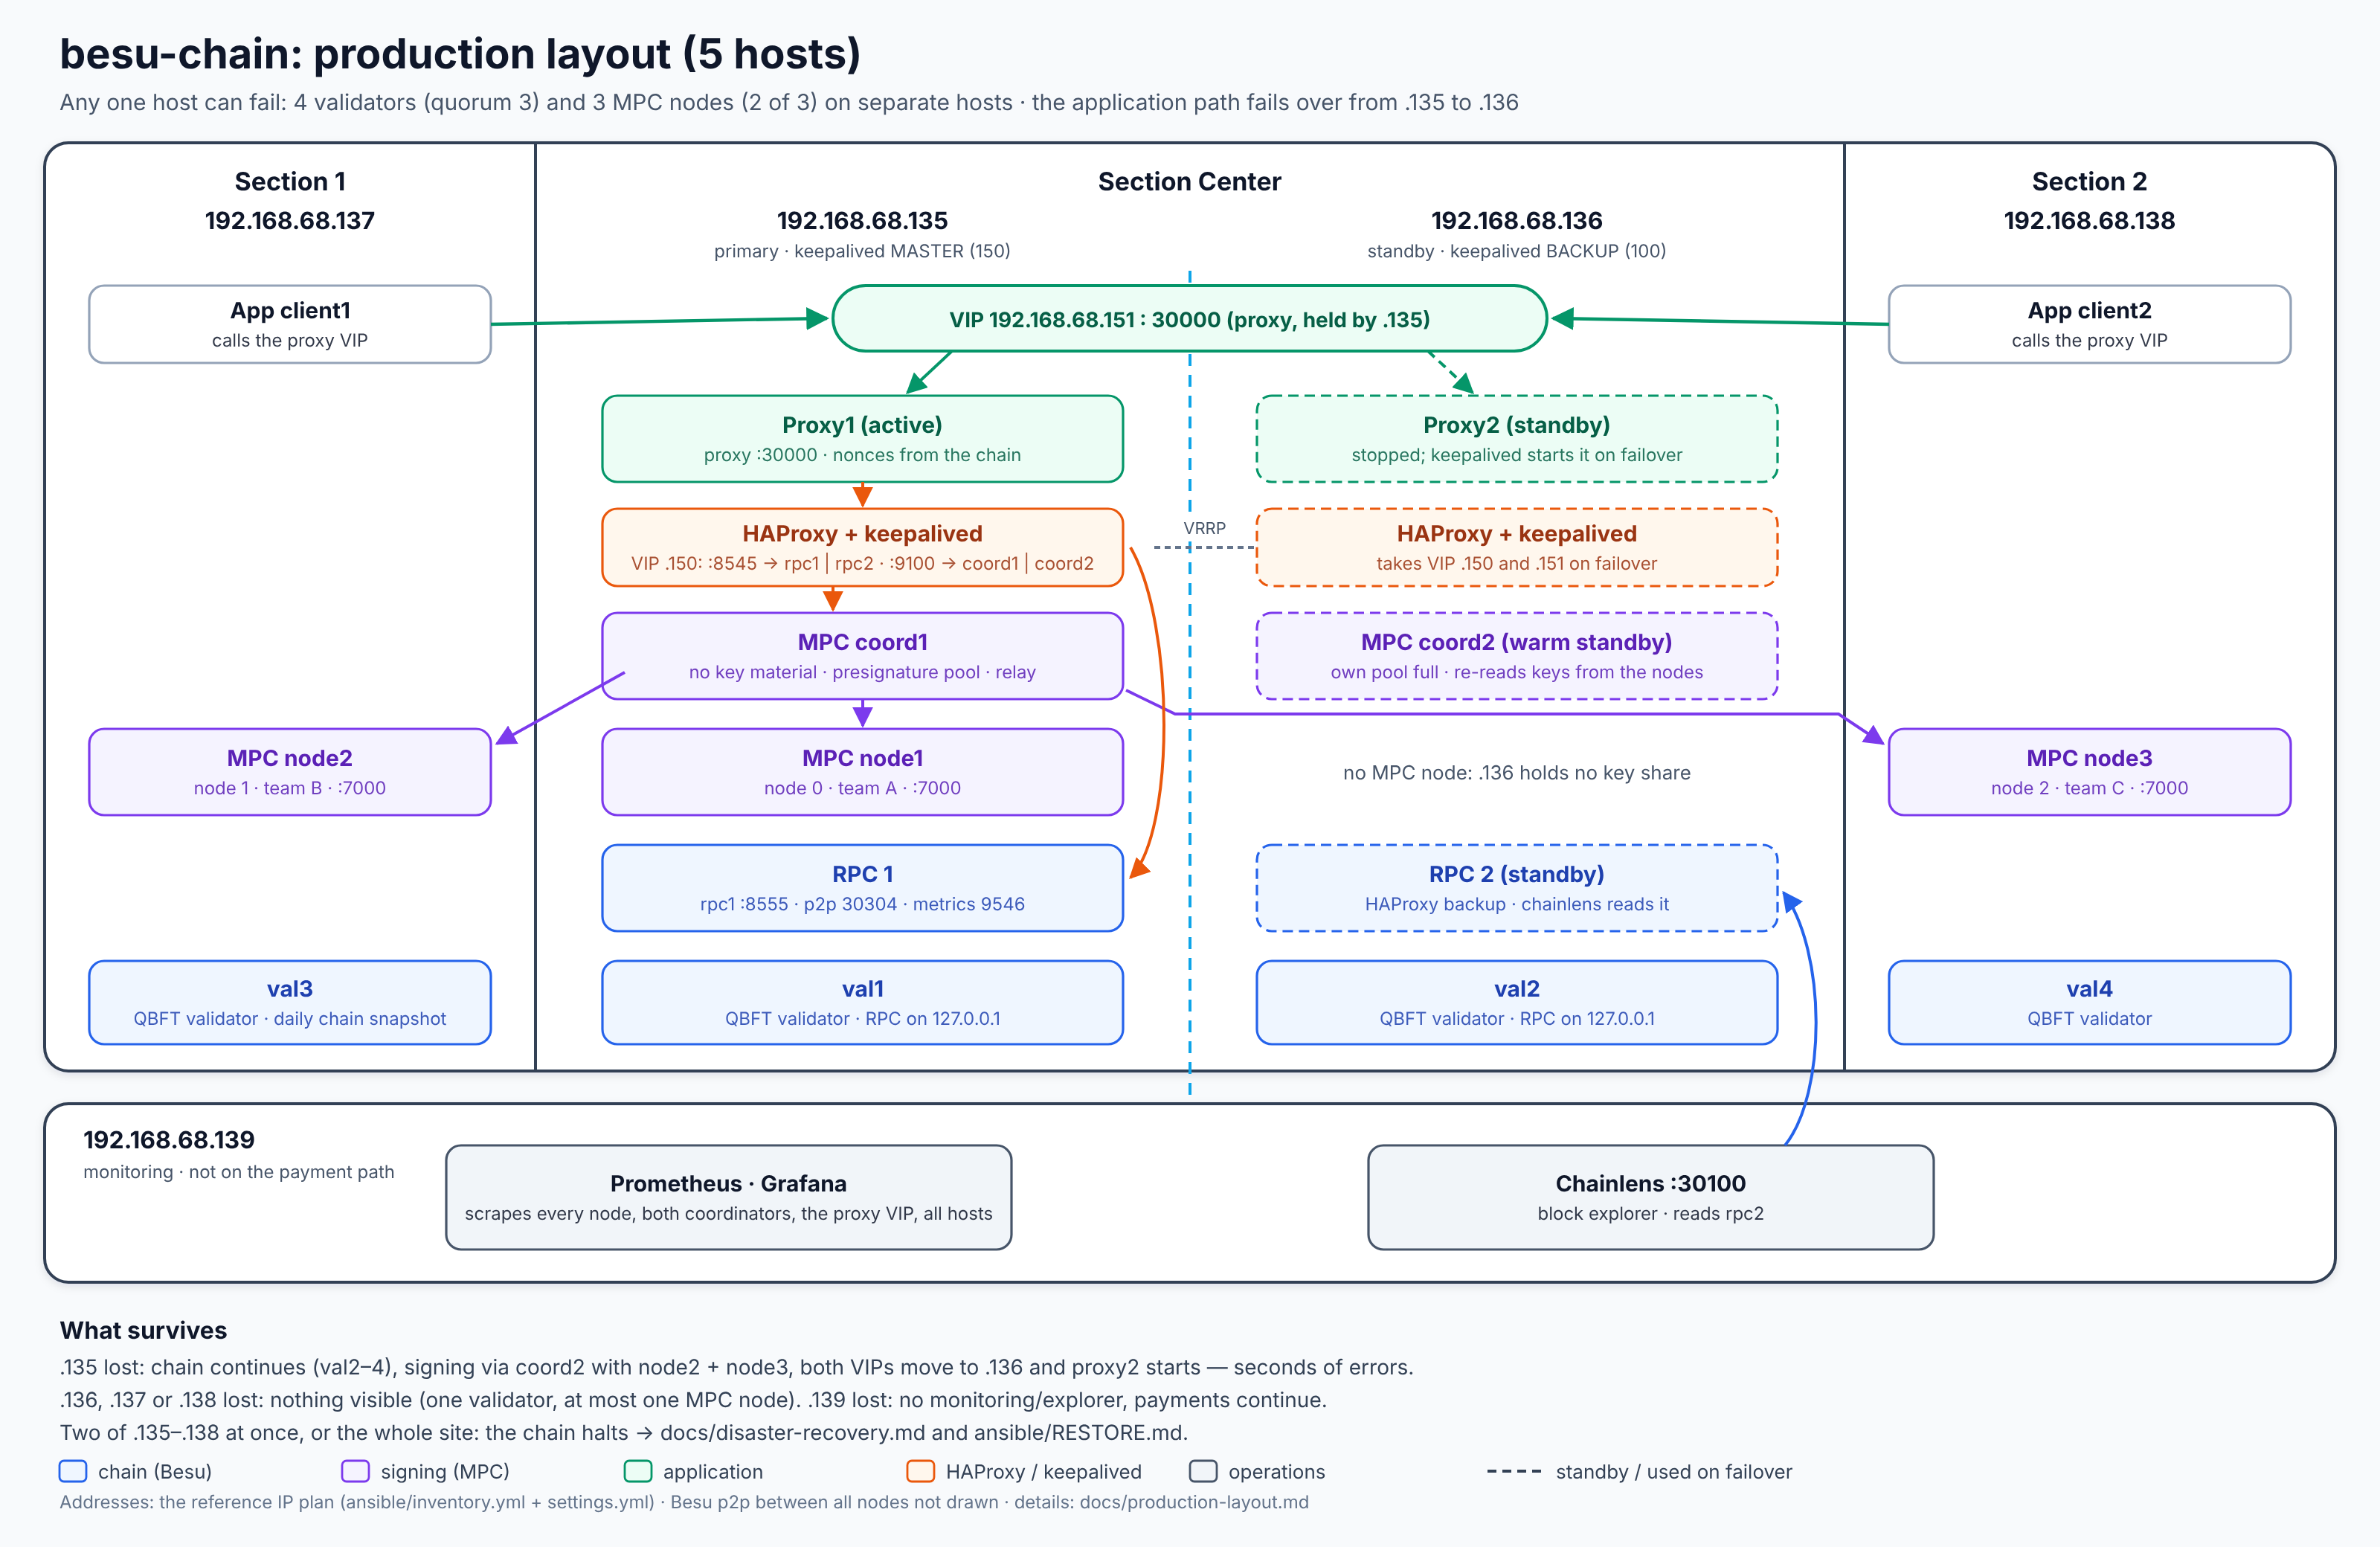 besu-chain: production layout (5 hosts)
Any one host can fail: 4 validators (quorum 3) and 3 MPC nodes (2 of 3) on separate hosts · the application path fails over from .135 to .136
Section 1
192.168.68.137
Section Center
192.168.68.135
primary · keepalived MASTER (150)
192.168.68.136
standby · keepalived BACKUP (100)
Section 2
192.168.68.138
App client1
calls the proxy VIP
VIP 192.168.68.151 : 30000 (proxy, held by .135)
App client2
calls the proxy VIP
Proxy1 (active)
proxy :30000 · nonces from the chain
Proxy2 (standby)
stopped; keepalived starts it on failover
HAProxy + keepalived
VIP .150: :8545 → rpc1 | rpc2 · :9100 → coord1 | coord2
VRRP
HAProxy + keepalived
takes VIP .150 and .151 on failover
MPC coord1
no key material · presignature pool · relay
MPC coord2 (warm standby)
own pool full · re-reads keys from the nodes
MPC node2
node 1 · team B · :7000
MPC node1
node 0 · team A · :7000
no MPC node: .136 holds no key share
MPC node3
node 2 · team C · :7000
RPC 1
rpc1 :8555 · p2p 30304 · metrics 9546
RPC 2 (standby)
HAProxy backup · chainlens reads it
val3
QBFT validator · daily chain snapshot
val1
QBFT validator · RPC on 127.0.0.1
val2
QBFT validator · RPC on 127.0.0.1
val4
QBFT validator
192.168.68.139
monitoring · not on the payment path
Prometheus · Grafana
scrapes every node, both coordinators, the proxy VIP, all hosts
Chainlens :30100
block explorer · reads rpc2
What survives
.135 lost: chain continues (val2–4), signing via coord2 with node2 + node3, both VIPs move to .136 and proxy2 starts — seconds of errors.
.136, .137 or .138 lost: nothing visible (one validator, at most one MPC node). .139 lost: no monitoring/explorer, payments continue.
Two of .135–.138 at once, or the whole site: the chain halts → docs/disaster-recovery.md and ansible/RESTORE.md.
chain (Besu)
signing (MPC)
application
HAProxy / keepalived
operations
standby / used on failover
Addresses: the reference IP plan (ansible/inventory.yml + settings.yml) · Besu p2p between all nodes not drawn · details: docs/production-layout.md